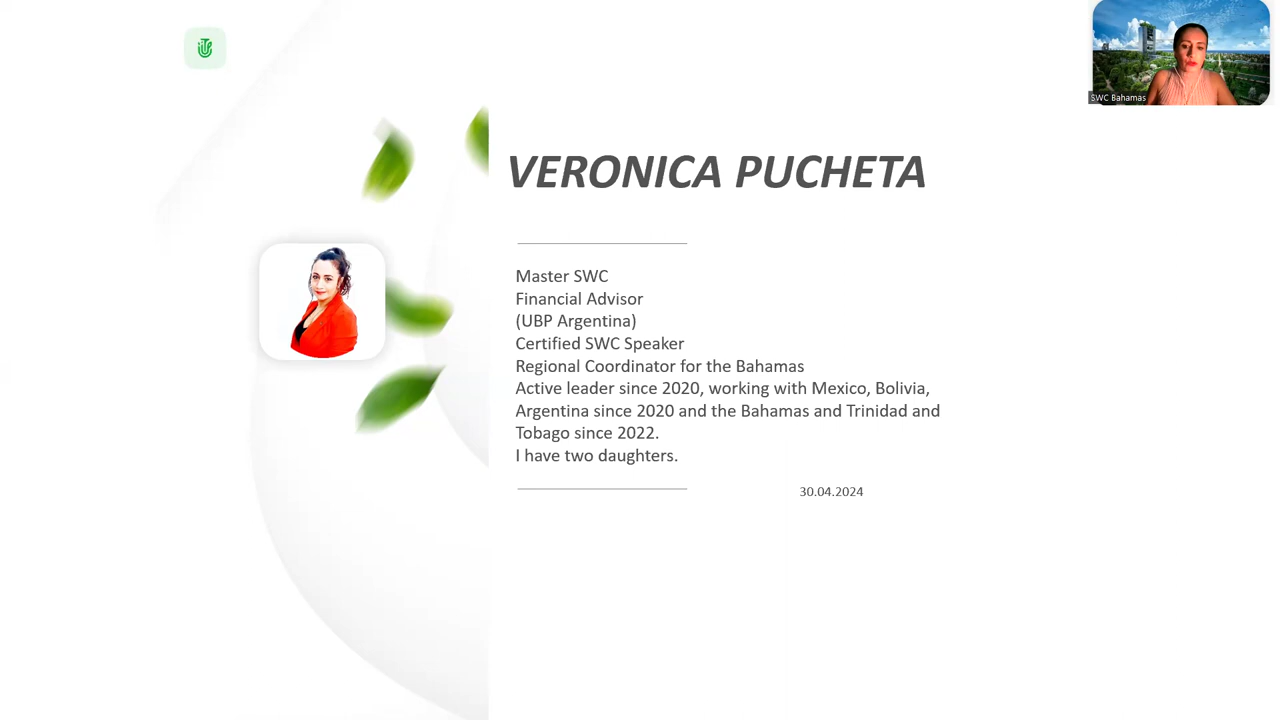 SWC Bahamas
VERONICA PUCHETA
Master SWC
Financial Advisor
(UBP Argentina)
Certified SWC Speaker
Regional Coordinator for the Bahamas
Active leader since 2020, working with Mexico, Bolivia,
Argentina since 2020 and the Bahamas and Trinidad and
Tobago since 2022.
I have two daughters.
30.04.2024